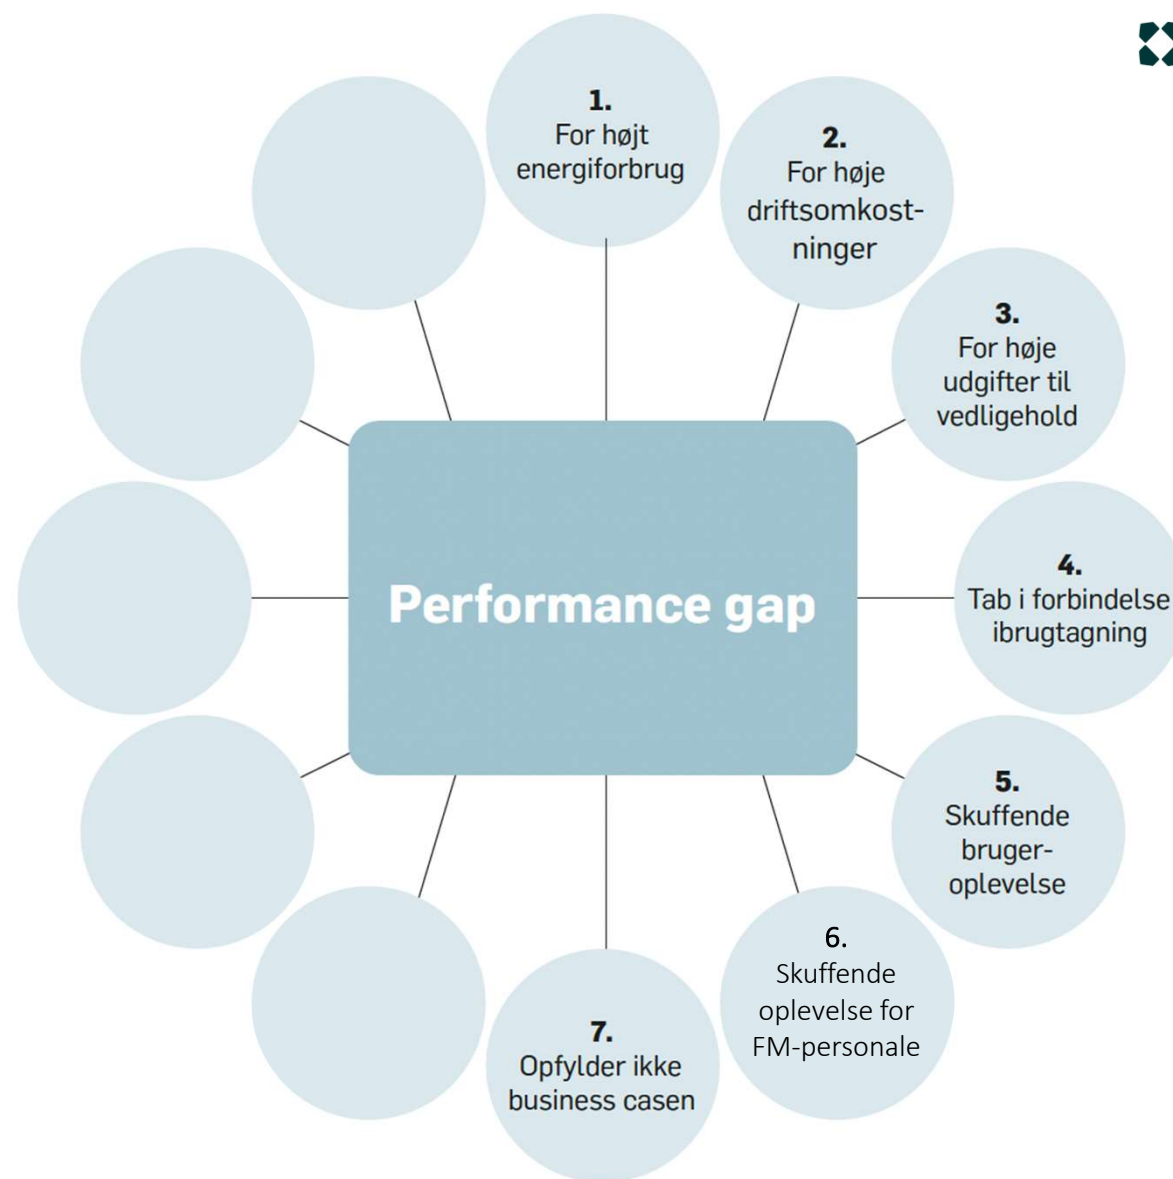 1.
For højt
energiforbrug
2.
For høje
driftsomkost-
ninger
3.
For høje
udgifter til
vedligehold
4.
Tab i forbindelse
ibrugtagning
5.
Skuffende
bruger-
oplevelse
6.
Skuffende
oplevelse for
FM-personale
7.
Opfylder ikke
business casen
Performance gap